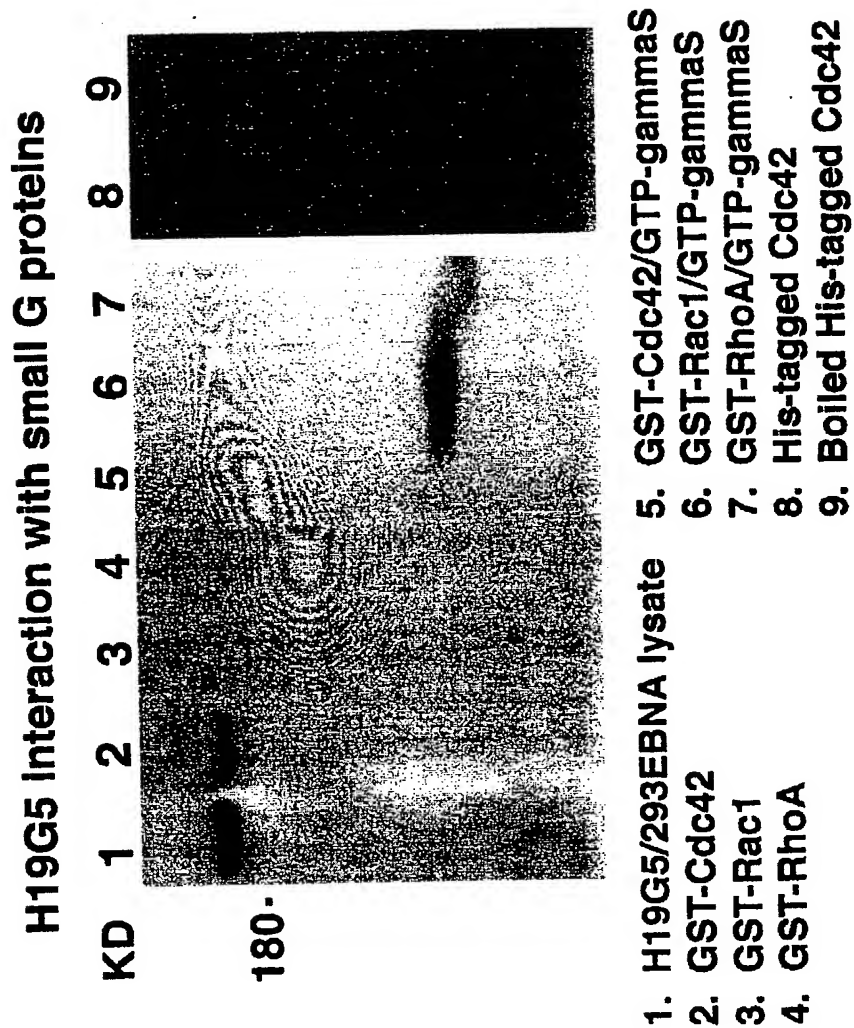 H19G5 interaction with small G proteins
KD 1 2 3 4 5 6 7 8 9
180-
1. H19G5/293EBNA lysate
2. GST-Cdc42
3. GST-Rac1
4. GST-RhoA
5. GST-Cdc42/GTP-gammaS
6. GST-Rac1/GTP-gammaS
7. GST-RhoA/GTP-gammaS
8. His-tagged Cdc42
9. Boiled His-tagged Cdc42